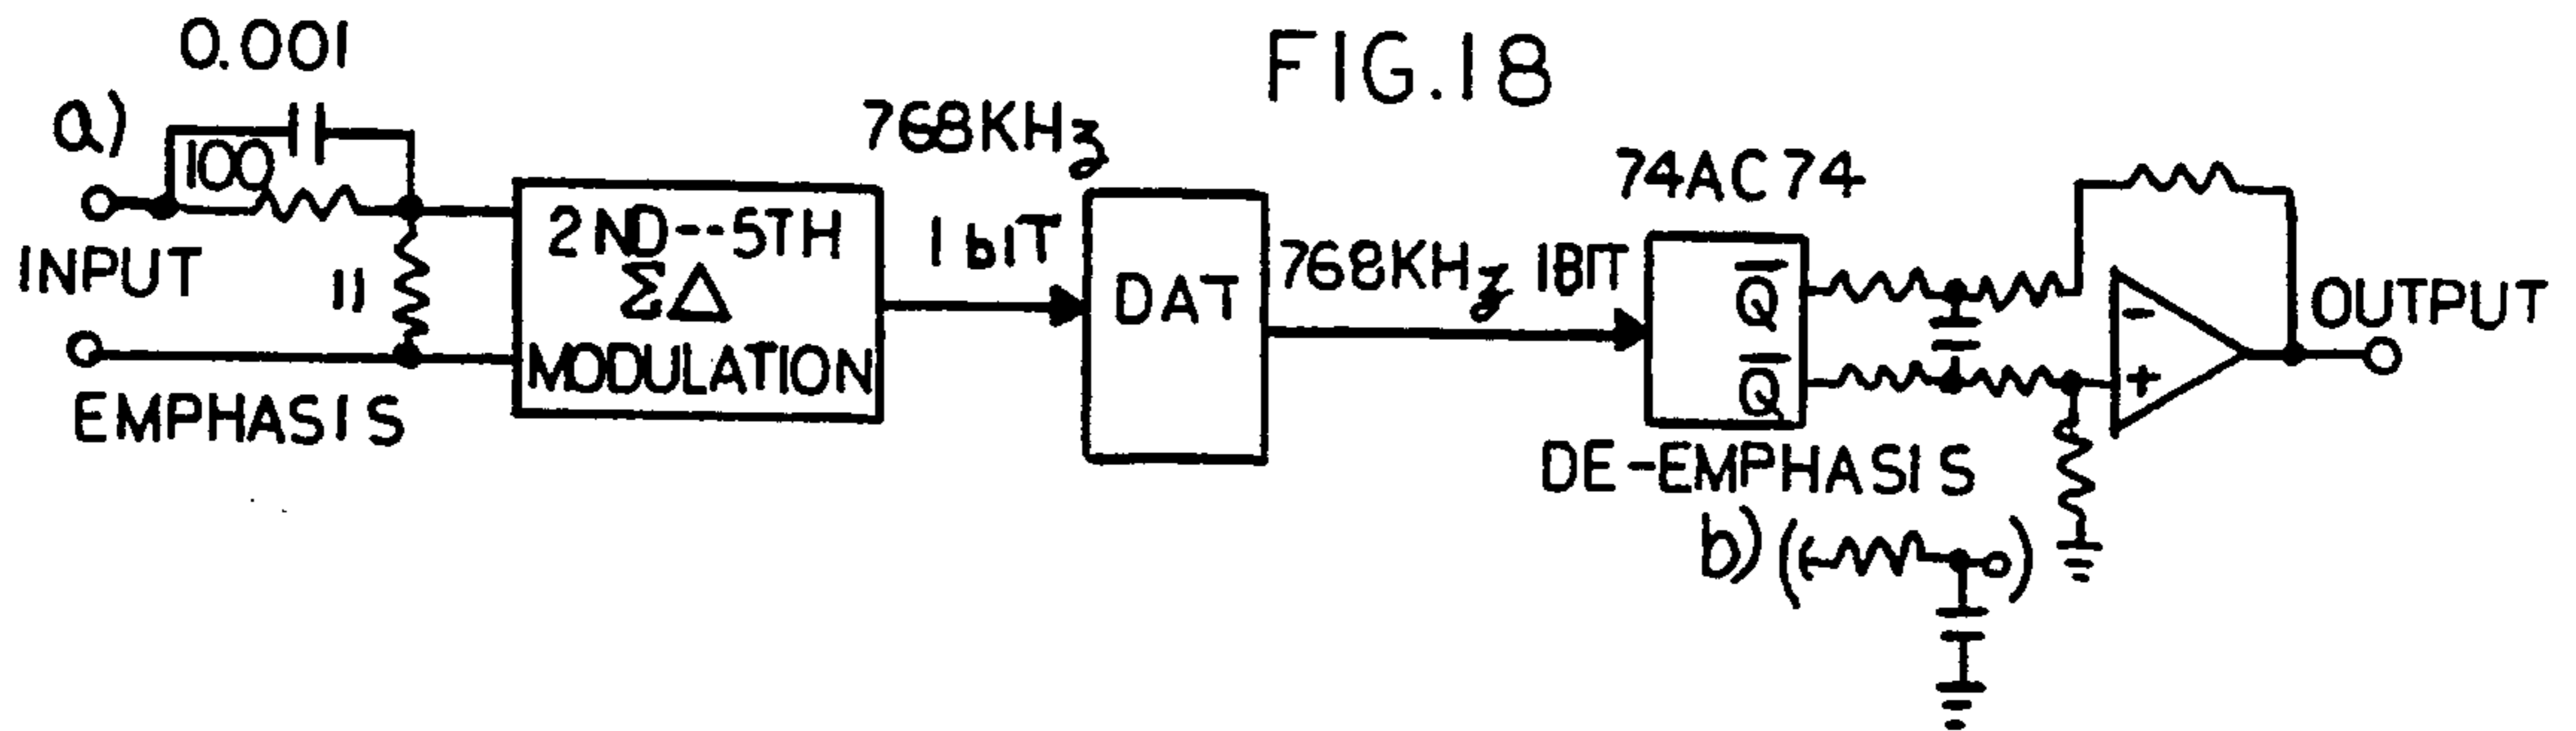 FIG.18
a)
0.001
100
INPUT
11
EMPHASIS
2ND--5TH
ΣΔ
MODULATION
768KHz
1 bIT
DAT
768KHz 1BIT
74AC74
Q̅
Q̅
DE-EMPHASIS
b)
-
+
OUTPUT